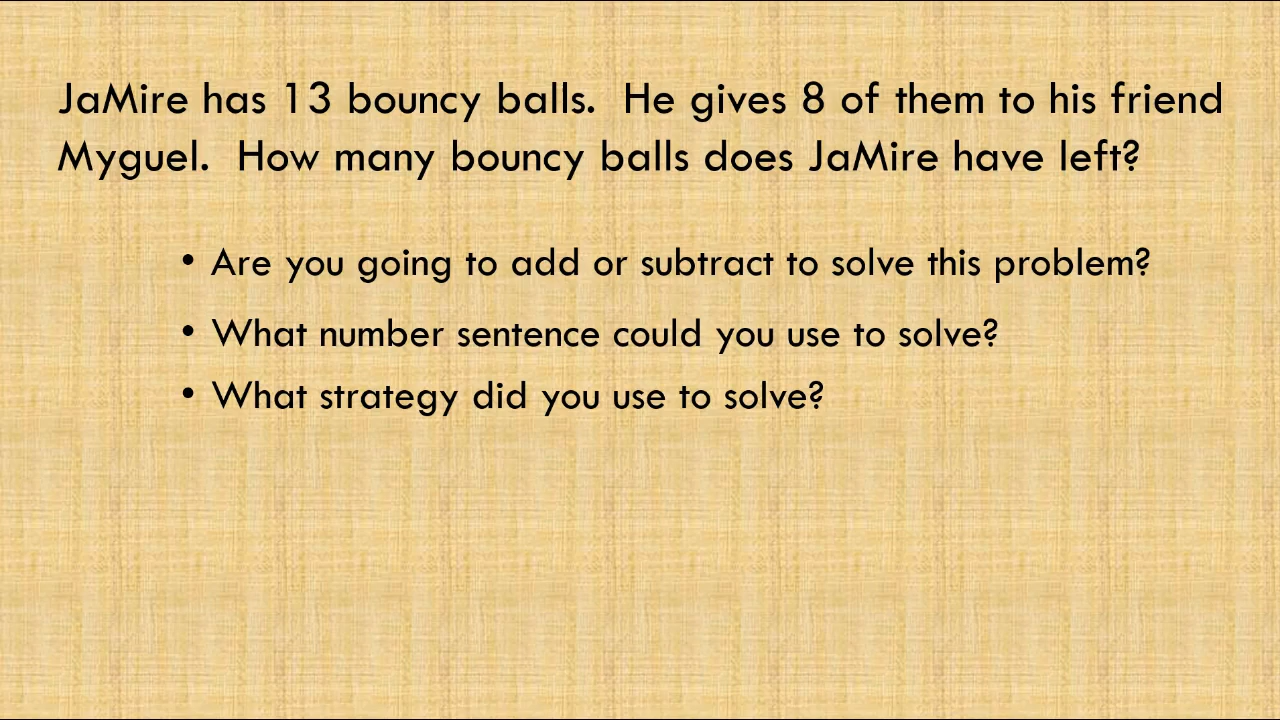 JaMire has 13 bouncy balls.  He gives 8 of them to his friend
Myguel.  How many bouncy balls does JaMire have left?
• Are you going to add or subtract to solve this problem?
• What number sentence could you use to solve?
• What strategy did you use to solve?